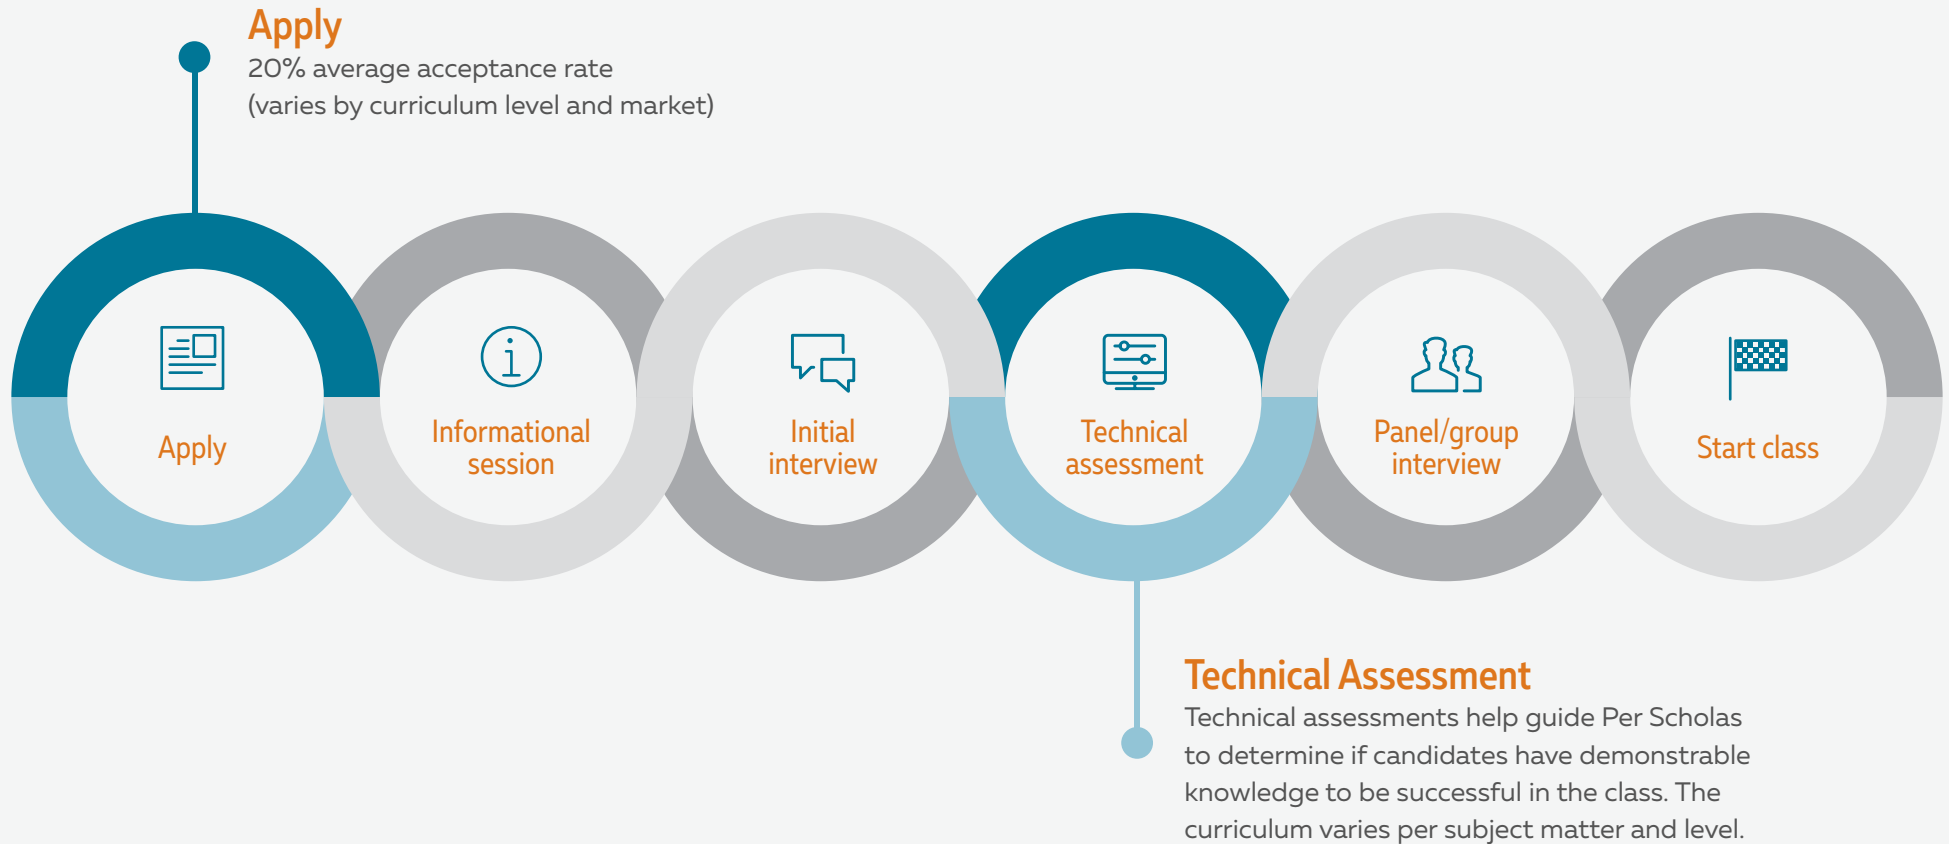 Apply
20% average acceptance rate
(varies by curriculum level and market)
Apply
Informational
session
Initial
interview
Technical
assessment
Panel/group
interview
Start class
Technical Assessment
Technical assessments help guide Per Scholas
to determine if candidates have demonstrable
knowledge to be successful in the class. The
curriculum varies per subject matter and level.